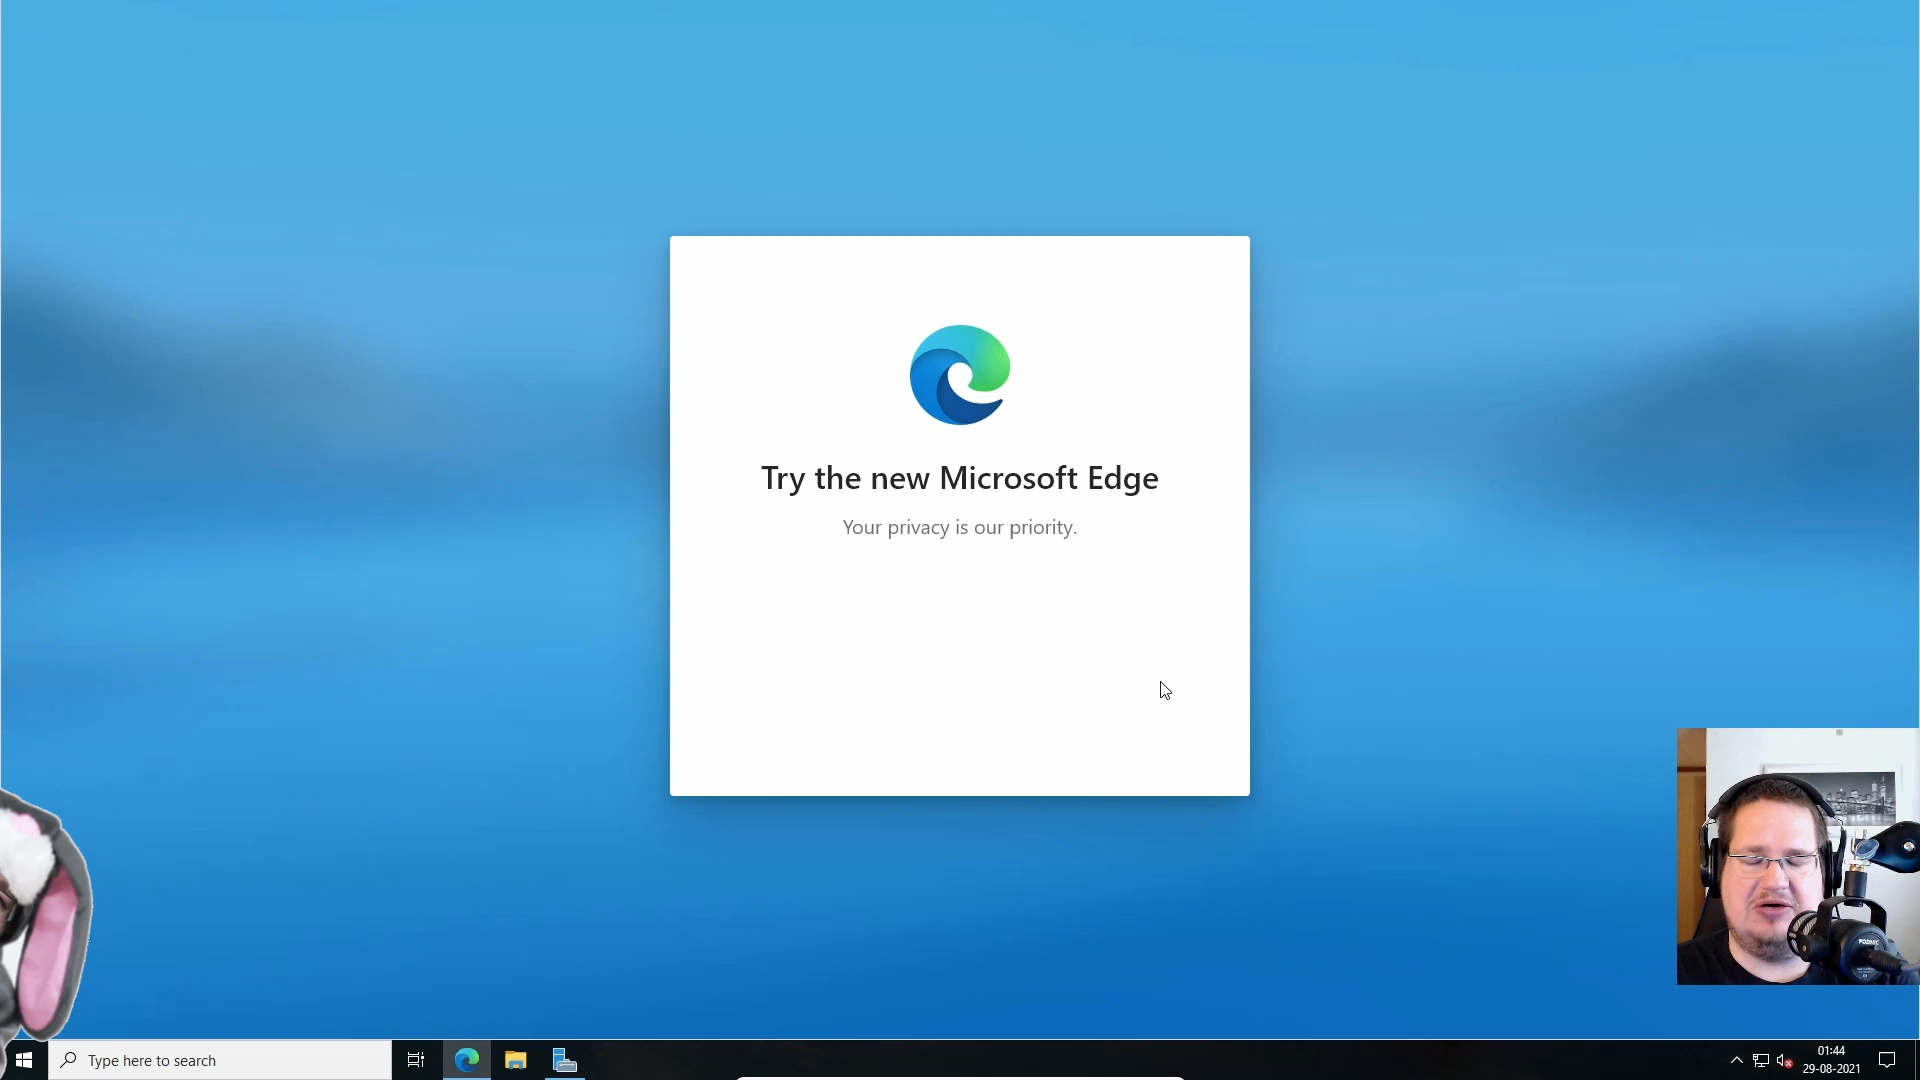 Try the new Microsoft Edge
Your privacy is our priority.
PODMIC
Type here to search
01:44
29-08-2021